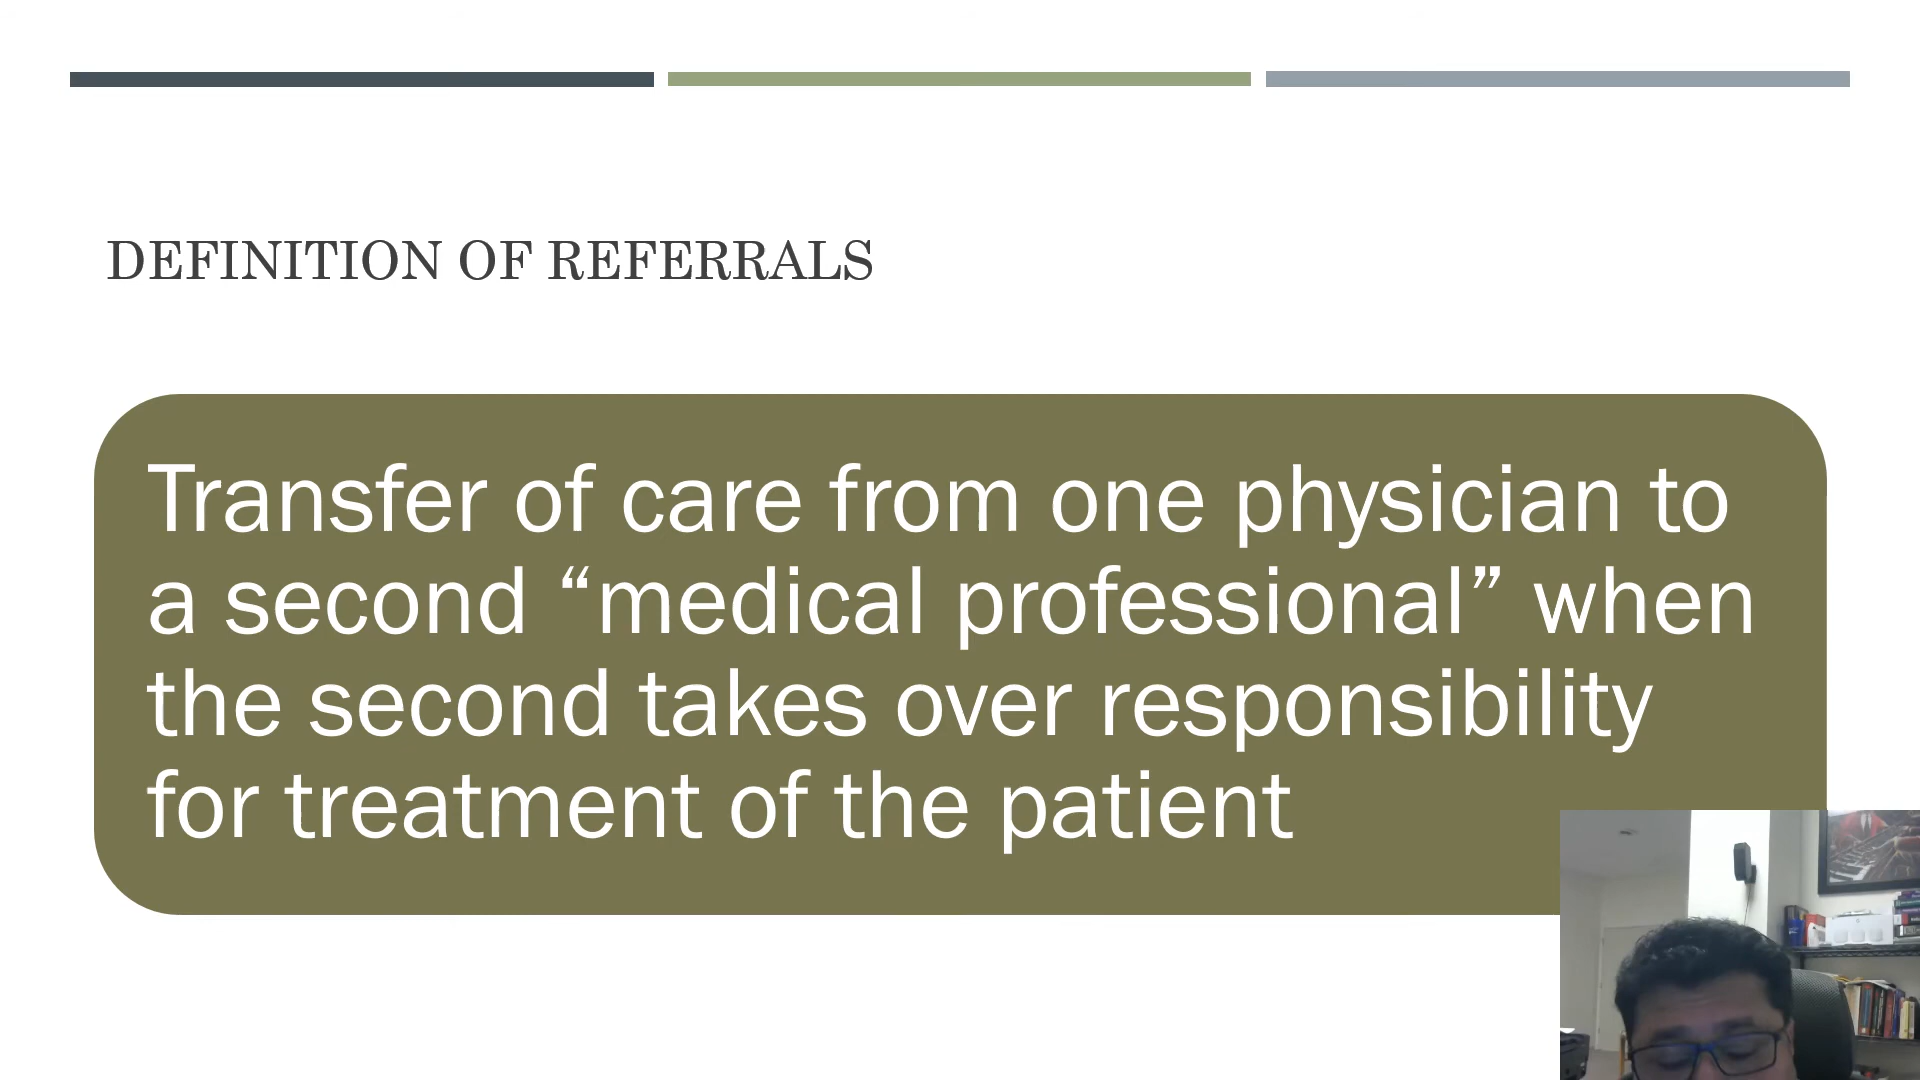 DEFINITION OF REFERRALS
Transfer of care from one physician to
a second “medical professional” when
the second takes over responsibility
for treatment of the patient